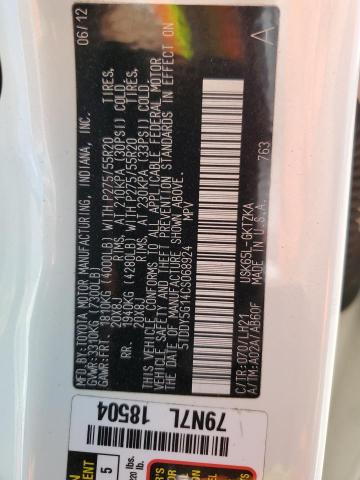 MFD. BY: TOYOTA MOTOR MANUFACTURING, INDIANA, INC. 06/12
GVWR: 3310KG (7300LB)
GAWR: FRT. 1810KG (4000LB) WITH P275/55R20 TIRES,
20X8J RIMS, AT 210KPA (30PSI) COLD.
RR. 1940KG (4280LB) WITH P275/55R20 TIRES,
20X8J RIMS, AT 230KPA (33PSI) COLD.
THIS VEHICLE CONFORMS TO ALL APPLICABLE FEDERAL MOTOR
VEHICLE SAFETY AND THEFT PREVENTION STANDARDS IN EFFECT
ON THE DATE OF MANUFACTURE SHOWN ABOVE.
5TDDY5G14CS068924 MPV
A
763
C/TR: 070/LH21 USK65L-GKTZKA
A/TM: A02A/AB60F MADE IN U.S.A.
79N7L
18504
5
220 lbs.